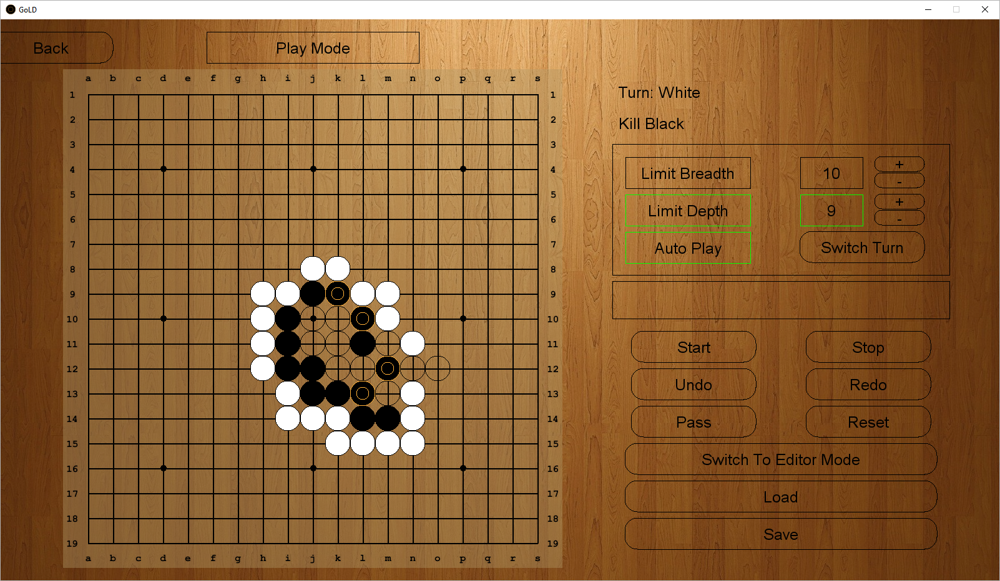 GoLD
Back
Play Mode
a b c d e f g h i j k l m n o p q r s
1 1
2 2
3 3
4 4
5 5
6 6
7 7
8 8
9 9
10 10
11 11
12 12
13 13
14 14
15 15
16 16
17 17
18 18
19 19
a b c d e f g h i j k l m n o p q r s
Turn: White
Kill Black
Limit Breadth 10 + -
Limit Depth 9 + -
Auto Play Switch Turn
Start Stop
Undo Redo
Pass Reset
Switch To Editor Mode
Load
Save